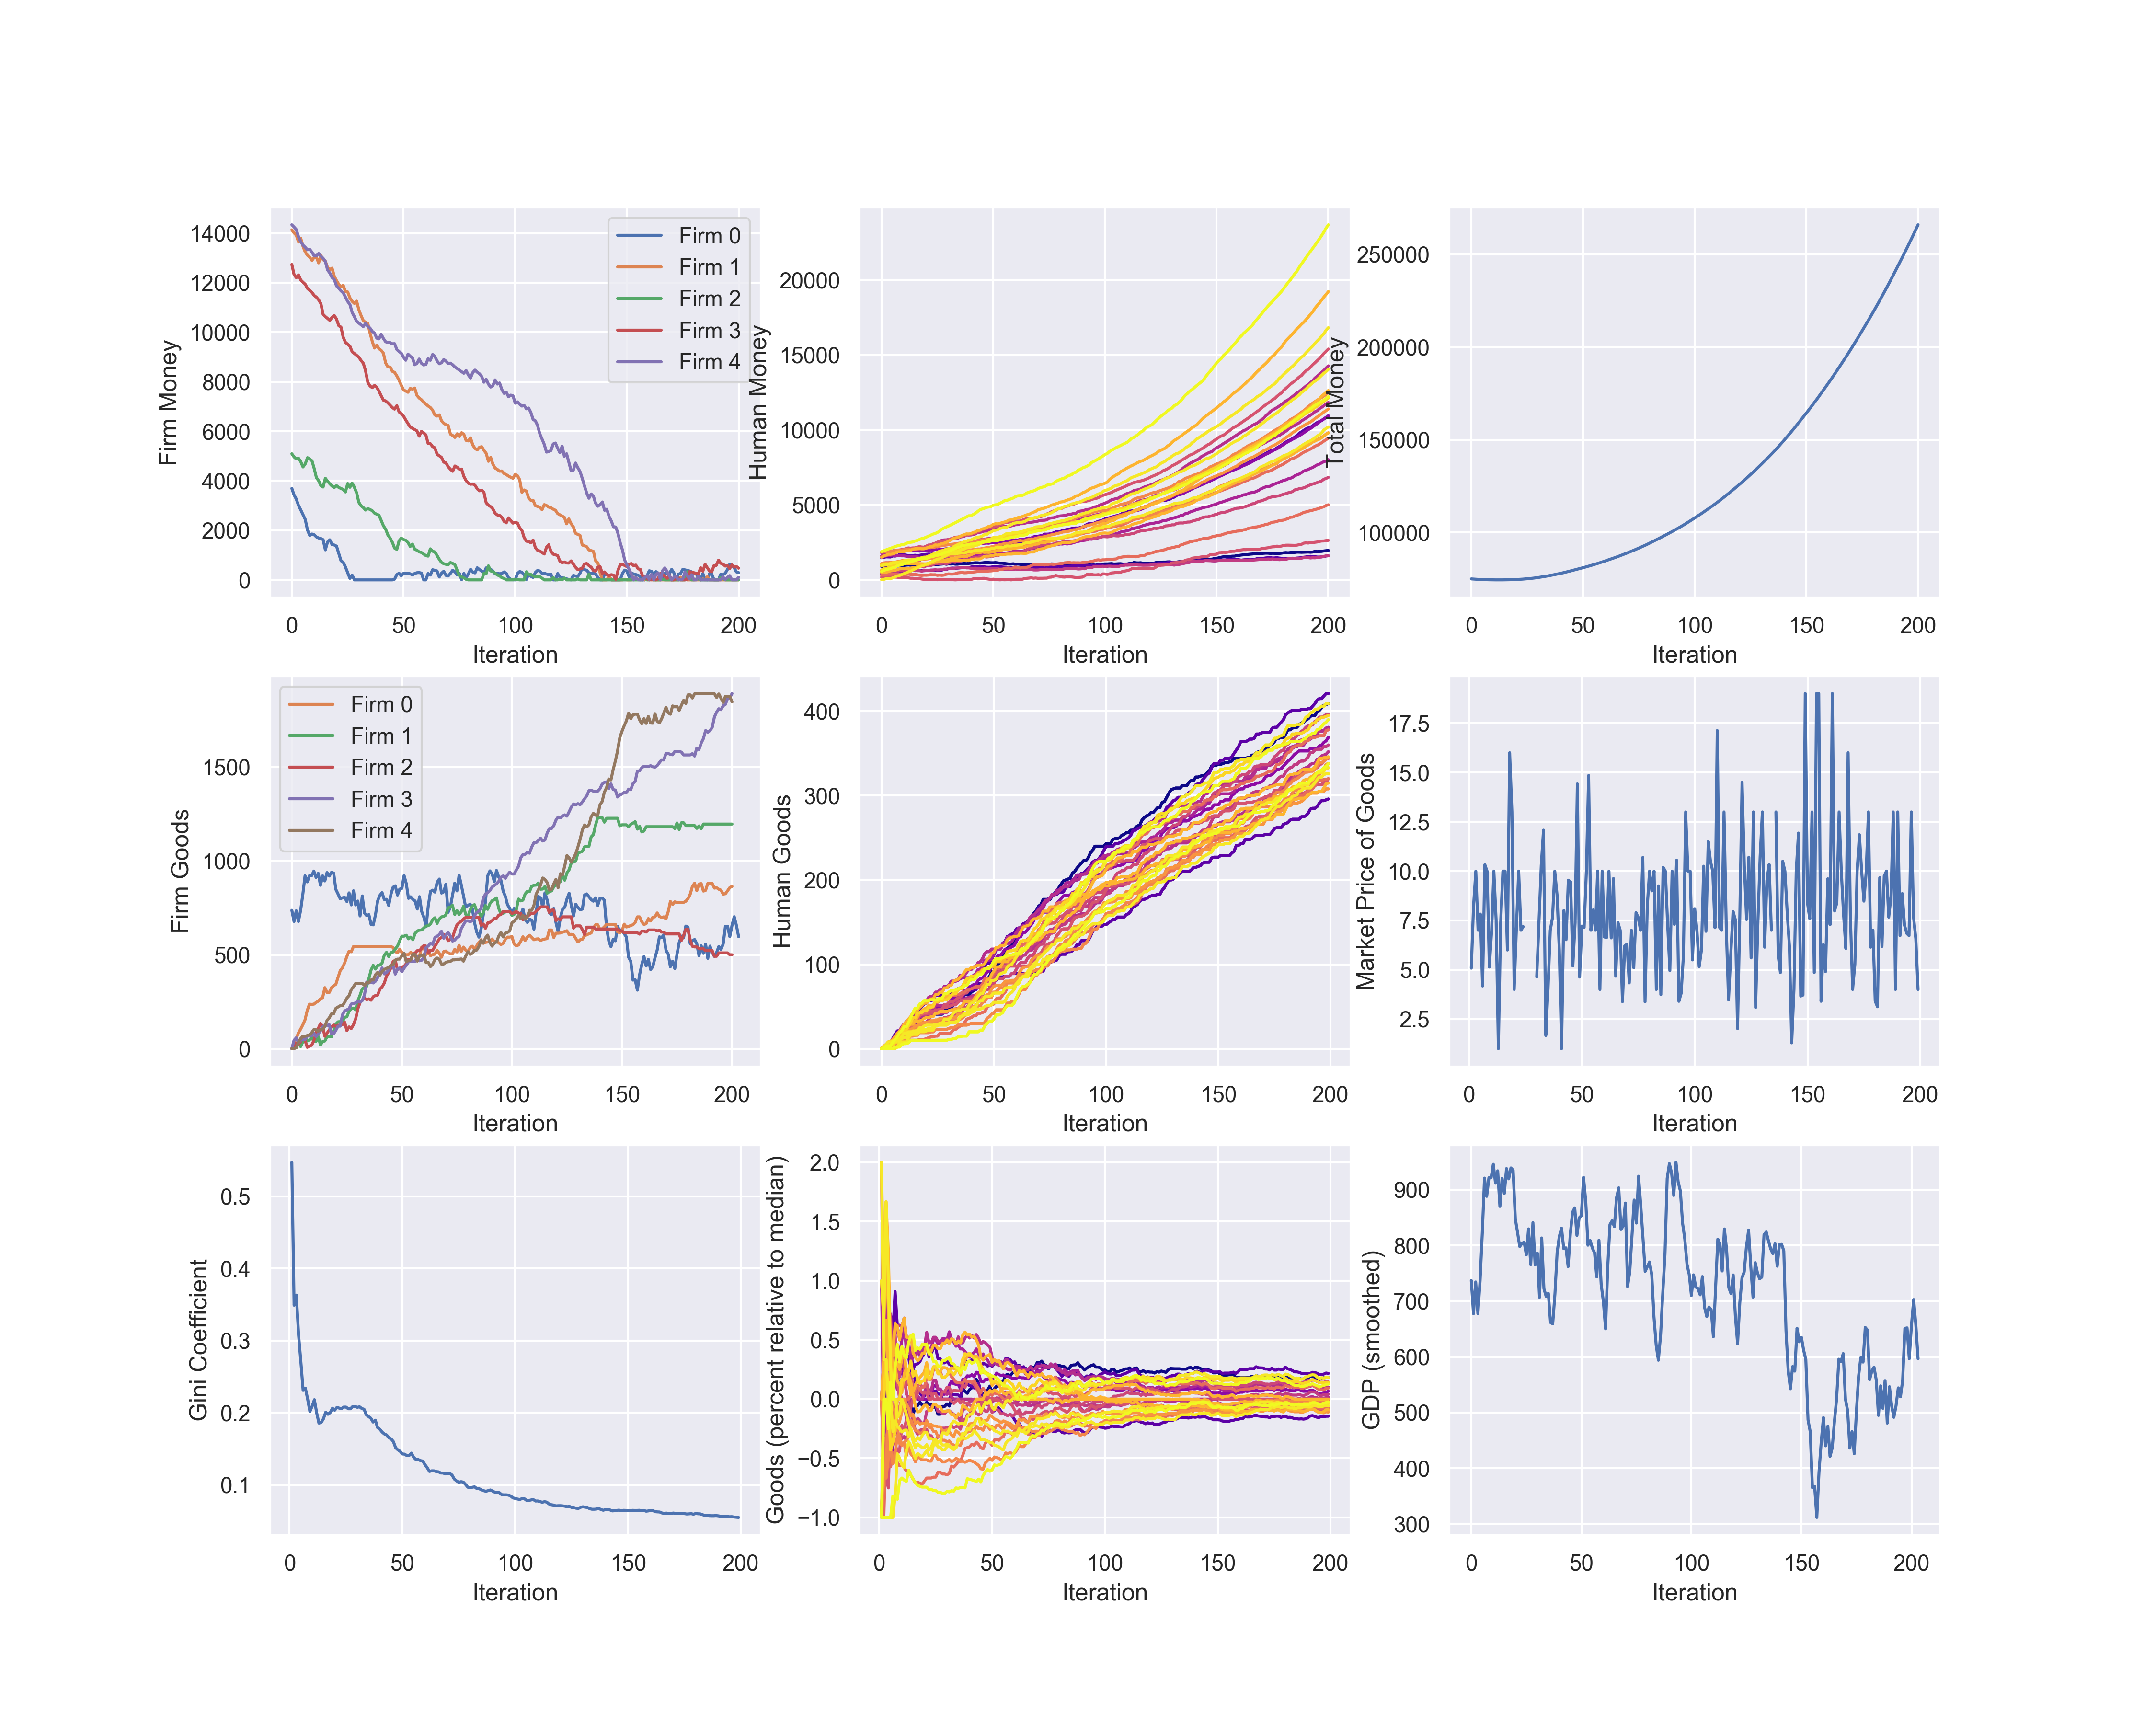 Firm Money
14000
12000
10000
8000
6000
4000
2000
0
Firm 0
Firm 1
Firm 2
Firm 3
Firm 4
0 50 100 150 200
Iteration
Human Money
20000
15000
10000
5000
0
0 50 100 150 200
Iteration
Total Money
250000
200000
150000
100000
0 50 100 150 200
Iteration
Firm Goods
1500
1000
500
0
Firm 0
Firm 1
Firm 2
Firm 3
Firm 4
0 50 100 150 200
Iteration
Human Goods
400
300
200
100
0
0 50 100 150 200
Iteration
Market Price of Goods
17.5
15.0
12.5
10.0
7.5
5.0
2.5
0 50 100 150 200
Iteration
Gini Coefficient
0.5
0.4
0.3
0.2
0.1
0 50 100 150 200
Iteration
Goods (percent relative to median)
2.0
1.5
1.0
0.5
0.0
−0.5
−1.0
0 50 100 150 200
Iteration
GDP (smoothed)
900
800
700
600
500
400
300
0 50 100 150 200
Iteration